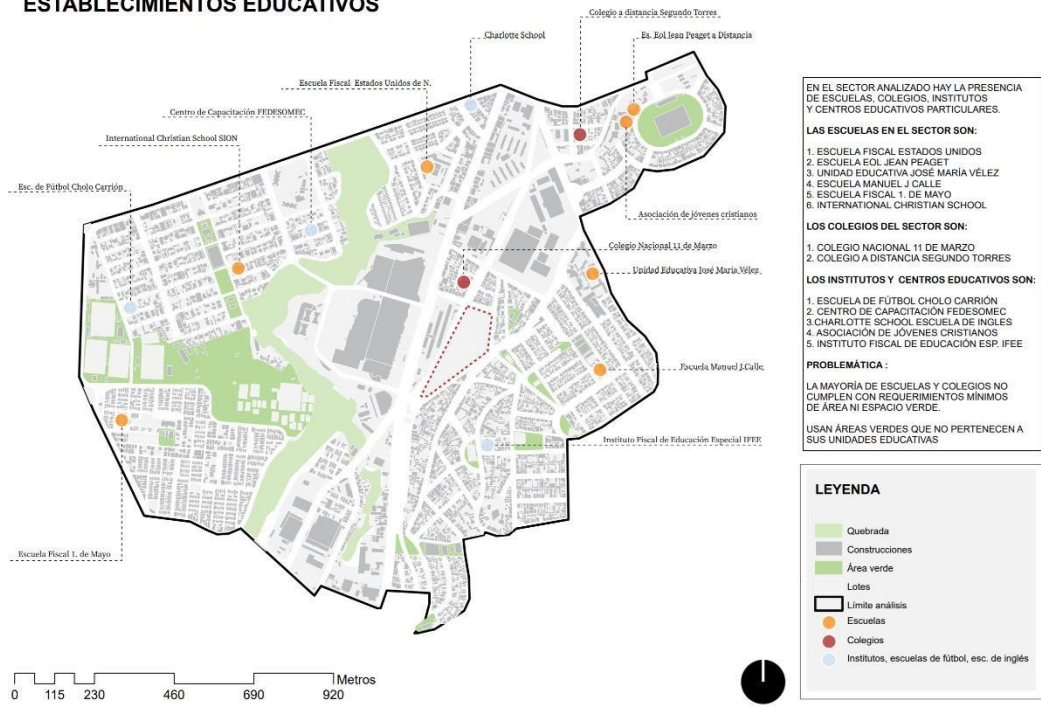 ESTABLECIMIENTOS EDUCATIVOS
Colegio a distancia Segundo Torres
Charlotte School
Es. Eol Jean Peaget a Distancia
Escuela Fiscal Estados Unidos de N.
Centro de Capacitación FEDESOMEC
International Christian School SION
Esc. de Fútbol Cholo Carrión
Asociación de jóvenes cristianos
Colegio Nacional 11 de Marzo
Unidad Educativa José María Vélez
Escuela Manuel J.Calle
Instituto Fiscal de Educación Especial IFEE
Escuela Fiscal 1. de Mayo
Metros
0 115 230 460 690 920
EN EL SECTOR ANALIZADO HAY LA PRESENCIA
DE ESCUELAS, COLEGIOS, INSTITUTOS
Y CENTROS EDUCATIVOS PARTICULARES.
LAS ESCUELAS EN EL SECTOR SON:
1. ESCUELA FISCAL ESTADOS UNIDOS
2. ESCUELA EOL JEAN PEAGET
3. UNIDAD EDUCATIVA JOSÉ MARÍA VÉLEZ
4. ESCUELA MANUEL J CALLE
5. ESCUELA FISCAL 1. DE MAYO
6. INTERNATIONAL CHRISTIAN SCHOOL
LOS COLEGIOS DEL SECTOR SON:
1. COLEGIO NACIONAL 11 DE MARZO
2. COLEGIO A DISTANCIA SEGUNDO TORRES
LOS INSTITUTOS Y CENTROS EDUCATIVOS SON:
1. ESCUELA DE FÚTBOL CHOLO CARRIÓN
2. CENTRO DE CAPACITACIÓN FEDESOMEC
3.CHARLOTTE SCHOOL ESCUELA DE INGLES
4. ASOCIACIÓN DE JÓVENES CRISTIANOS
5. INSTITUTO FISCAL DE EDUCACIÓN ESP. IFEE
PROBLEMÁTICA :
LA MAYORÍA DE ESCUELAS Y COLEGIOS NO
CUMPLEN CON REQUERIMIENTOS MÍNIMOS
DE ÁREA NI ESPACIO VERDE.
USAN ÁREAS VERDES QUE NO PERTENECEN A
SUS UNIDADES EDUCATIVAS
LEYENDA
Quebrada
Construcciones
Área verde
Lotes
Límite análisis
Escuelas
Colegios
Institutos, escuelas de fútbol, esc. de inglés